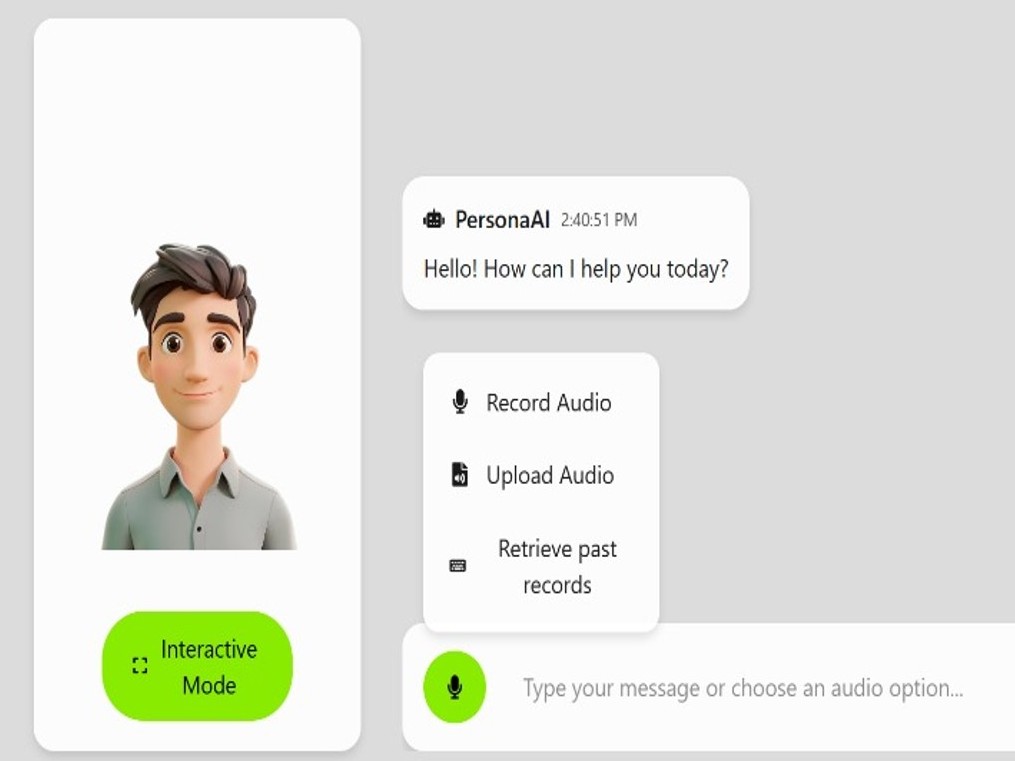 PersonaAI 2:40:51 PM
Hello! How can I help you today?
Record Audio
Upload Audio
Retrieve past
records
Interactive
Mode
Type your message or choose an audio option...